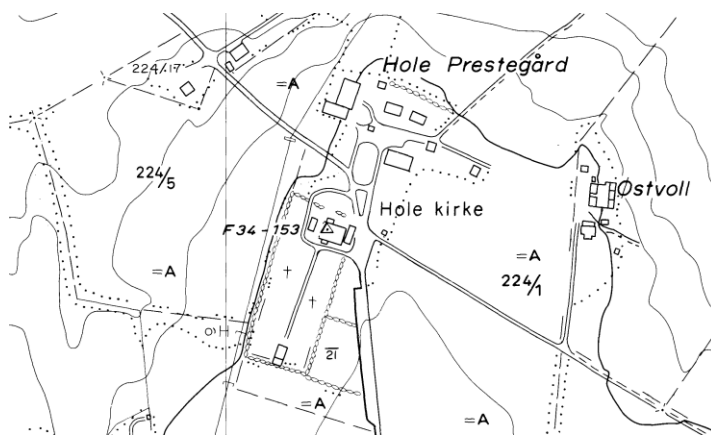 Hole Prestegård
224/17
=A
224/5
Østvoll
Hole kirke
F34-153
=A
=A
224/1
21
=A
=A